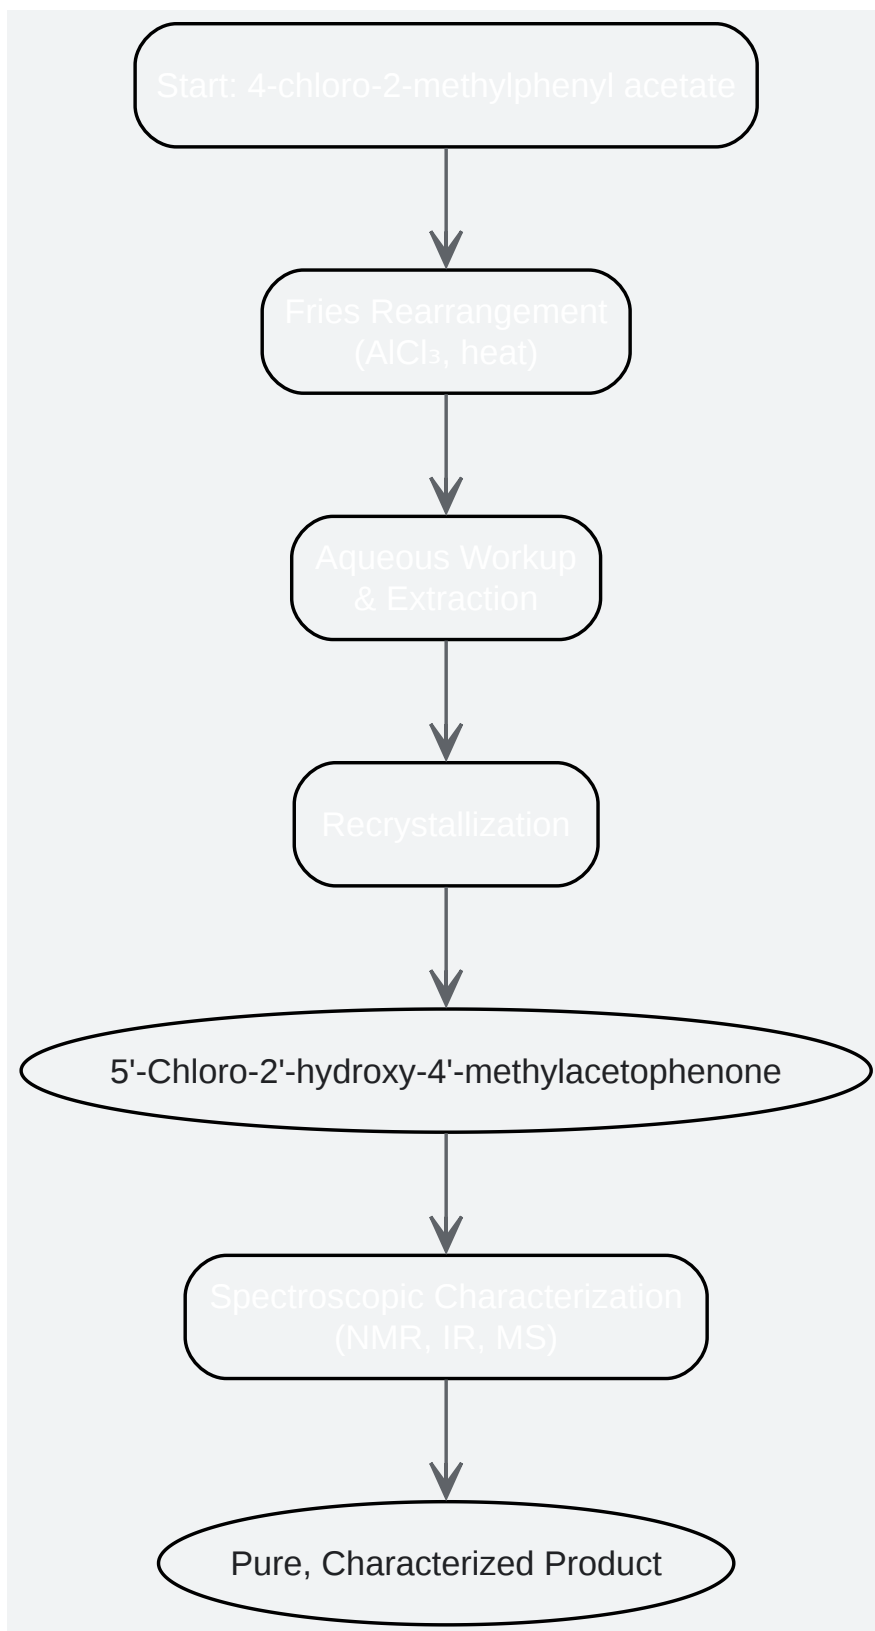 Start: 4-chloro-2-methylphenyl acetate
Fries Rearrangement
(AlCl₃, heat)
Aqueous Workup
& Extraction
Recrystallization
5'-Chloro-2'-hydroxy-4'-methylacetophenone
Spectroscopic Characterization
(NMR, IR, MS)
Pure, Characterized Product